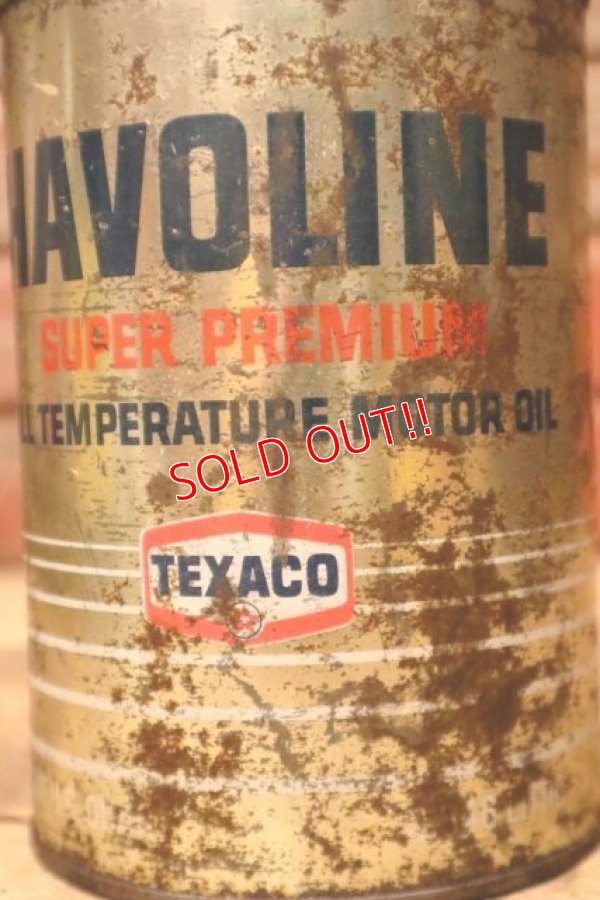 HAVOLINE
SUPER PREMIUM
ALL TEMPERATURE MOTOR OIL
SOLD OUT!!
TEXACO